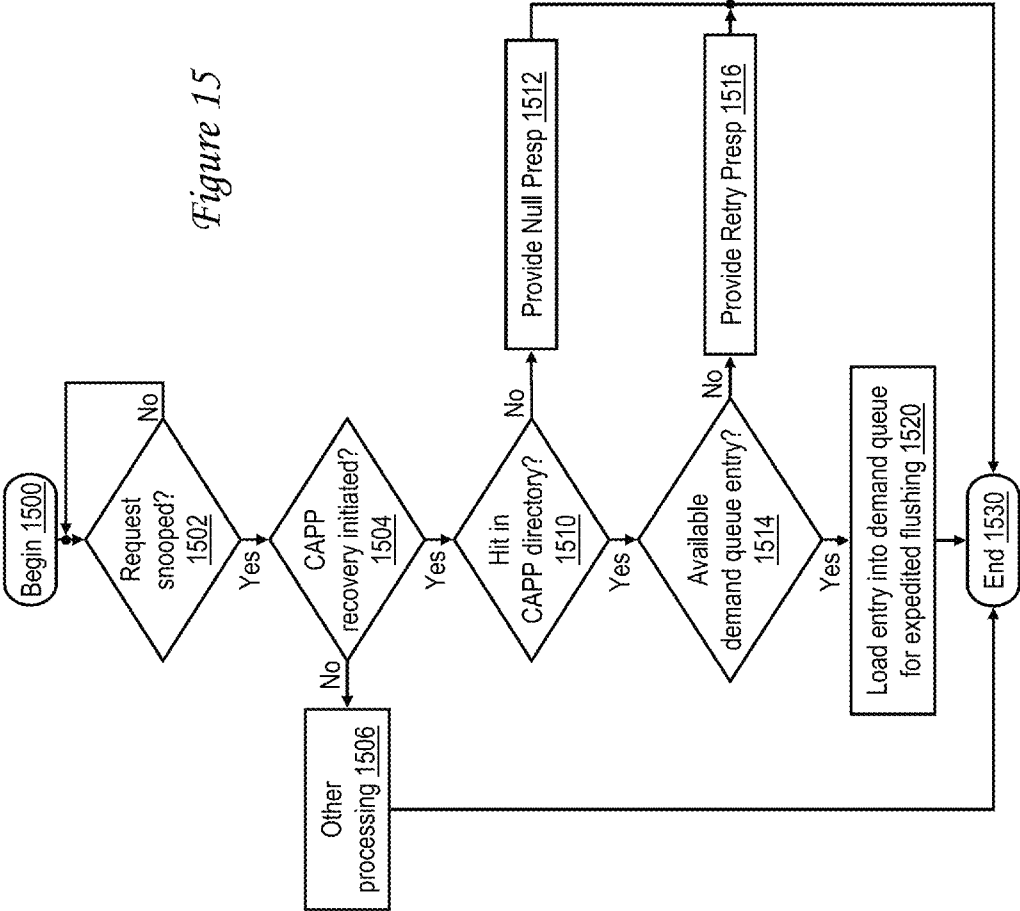 Figure 15
Begin 1500
Request
snooped?
1502
No
Yes
CAPP
recovery initiated?
1504
No
Other
processing 1506
Yes
Hit in
CAPP directory?
1510
No
Provide Null Presp 1512
Yes
Available
demand queue entry?
1514
No
Provide Retry Presp 1516
Yes
Load entry into demand queue
for expedited flushing 1520
End 1530